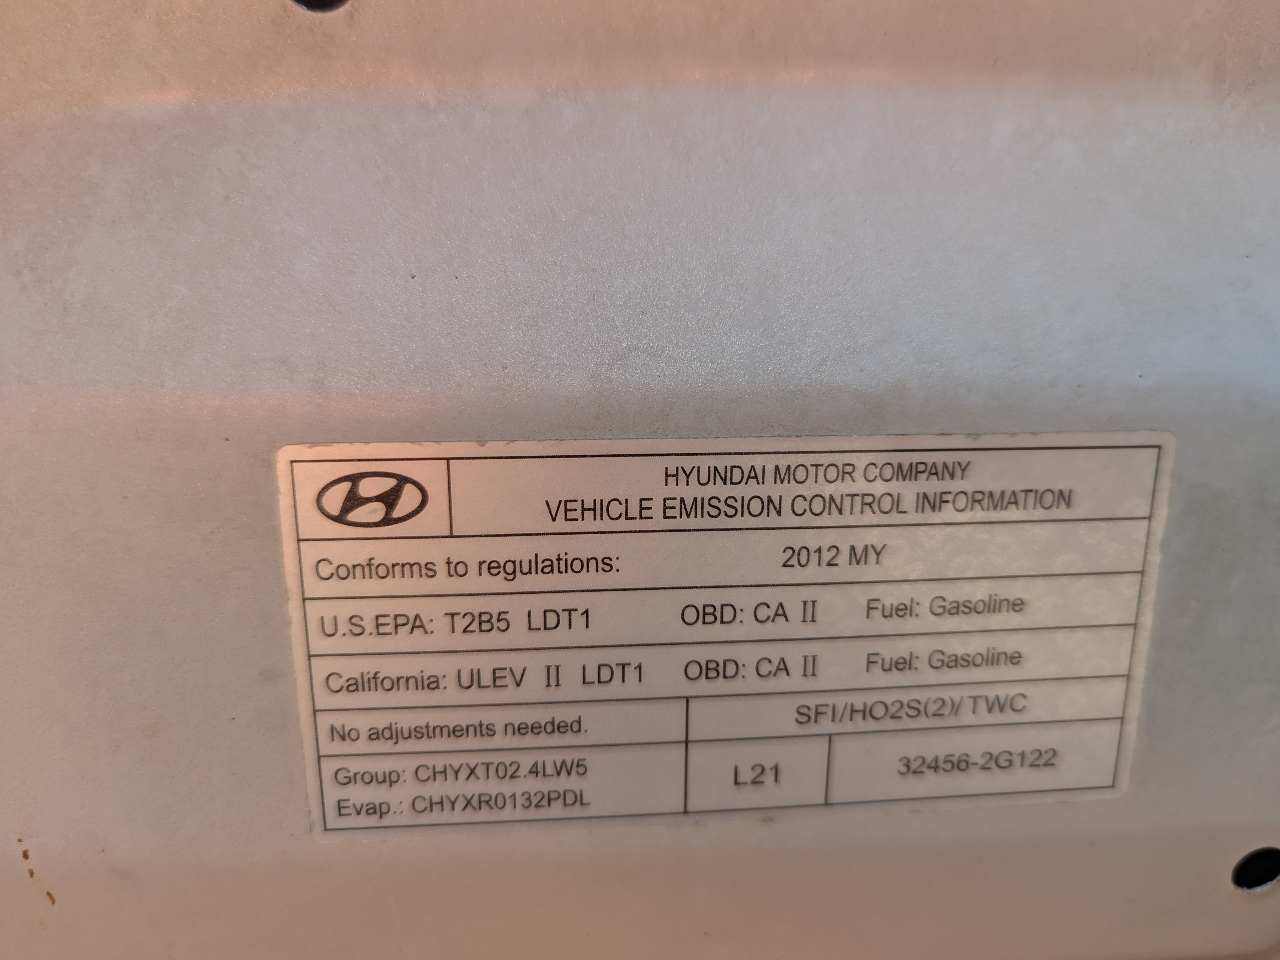 HYUNDAI MOTOR COMPANY
VEHICLE EMISSION CONTROL INFORMATION
Conforms to regulations: 2012 MY
U.S.EPA: T2B5 LDT1 OBD: CA II Fuel: Gasoline
California: ULEV II LDT1 OBD: CA II Fuel: Gasoline
No adjustments needed. SFI/HO2S(2)/TWC
Group: CHYXT02.4LW5
Evap.: CHYXR0132PDL
L21 32456-2G122